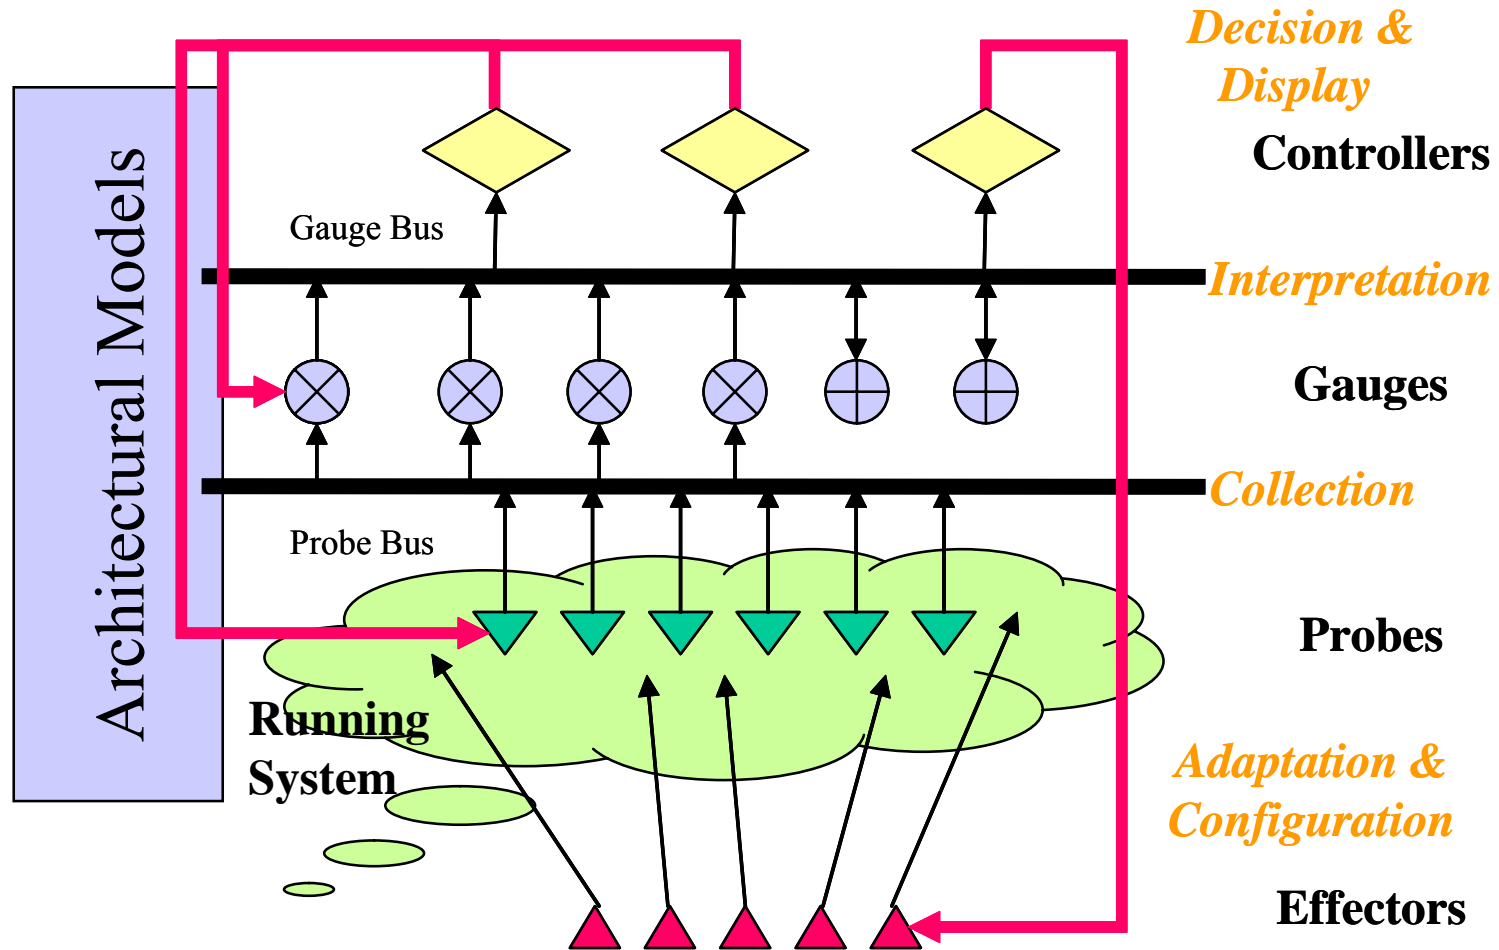 Decision &
Display
Controllers
Architectural Models
Gauge Bus
Interpretation
Gauges
Collection
Probe Bus
Probes
Running
System
Adaptation &
Configuration
Effectors